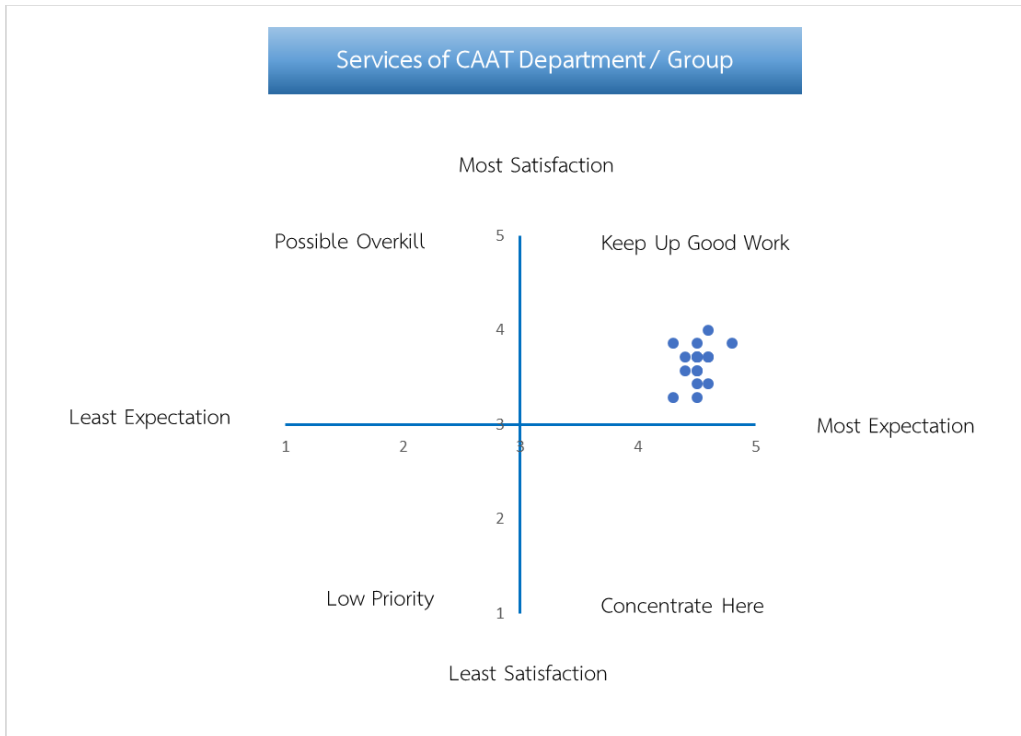 Services of CAAT Department / Group
Most Satisfaction
Possible Overkill
5
Keep Up Good Work
4
Least Expectation
3
Most Expectation
1 2 3 4 5
2
Low Priority
1
Concentrate Here
Least Satisfaction